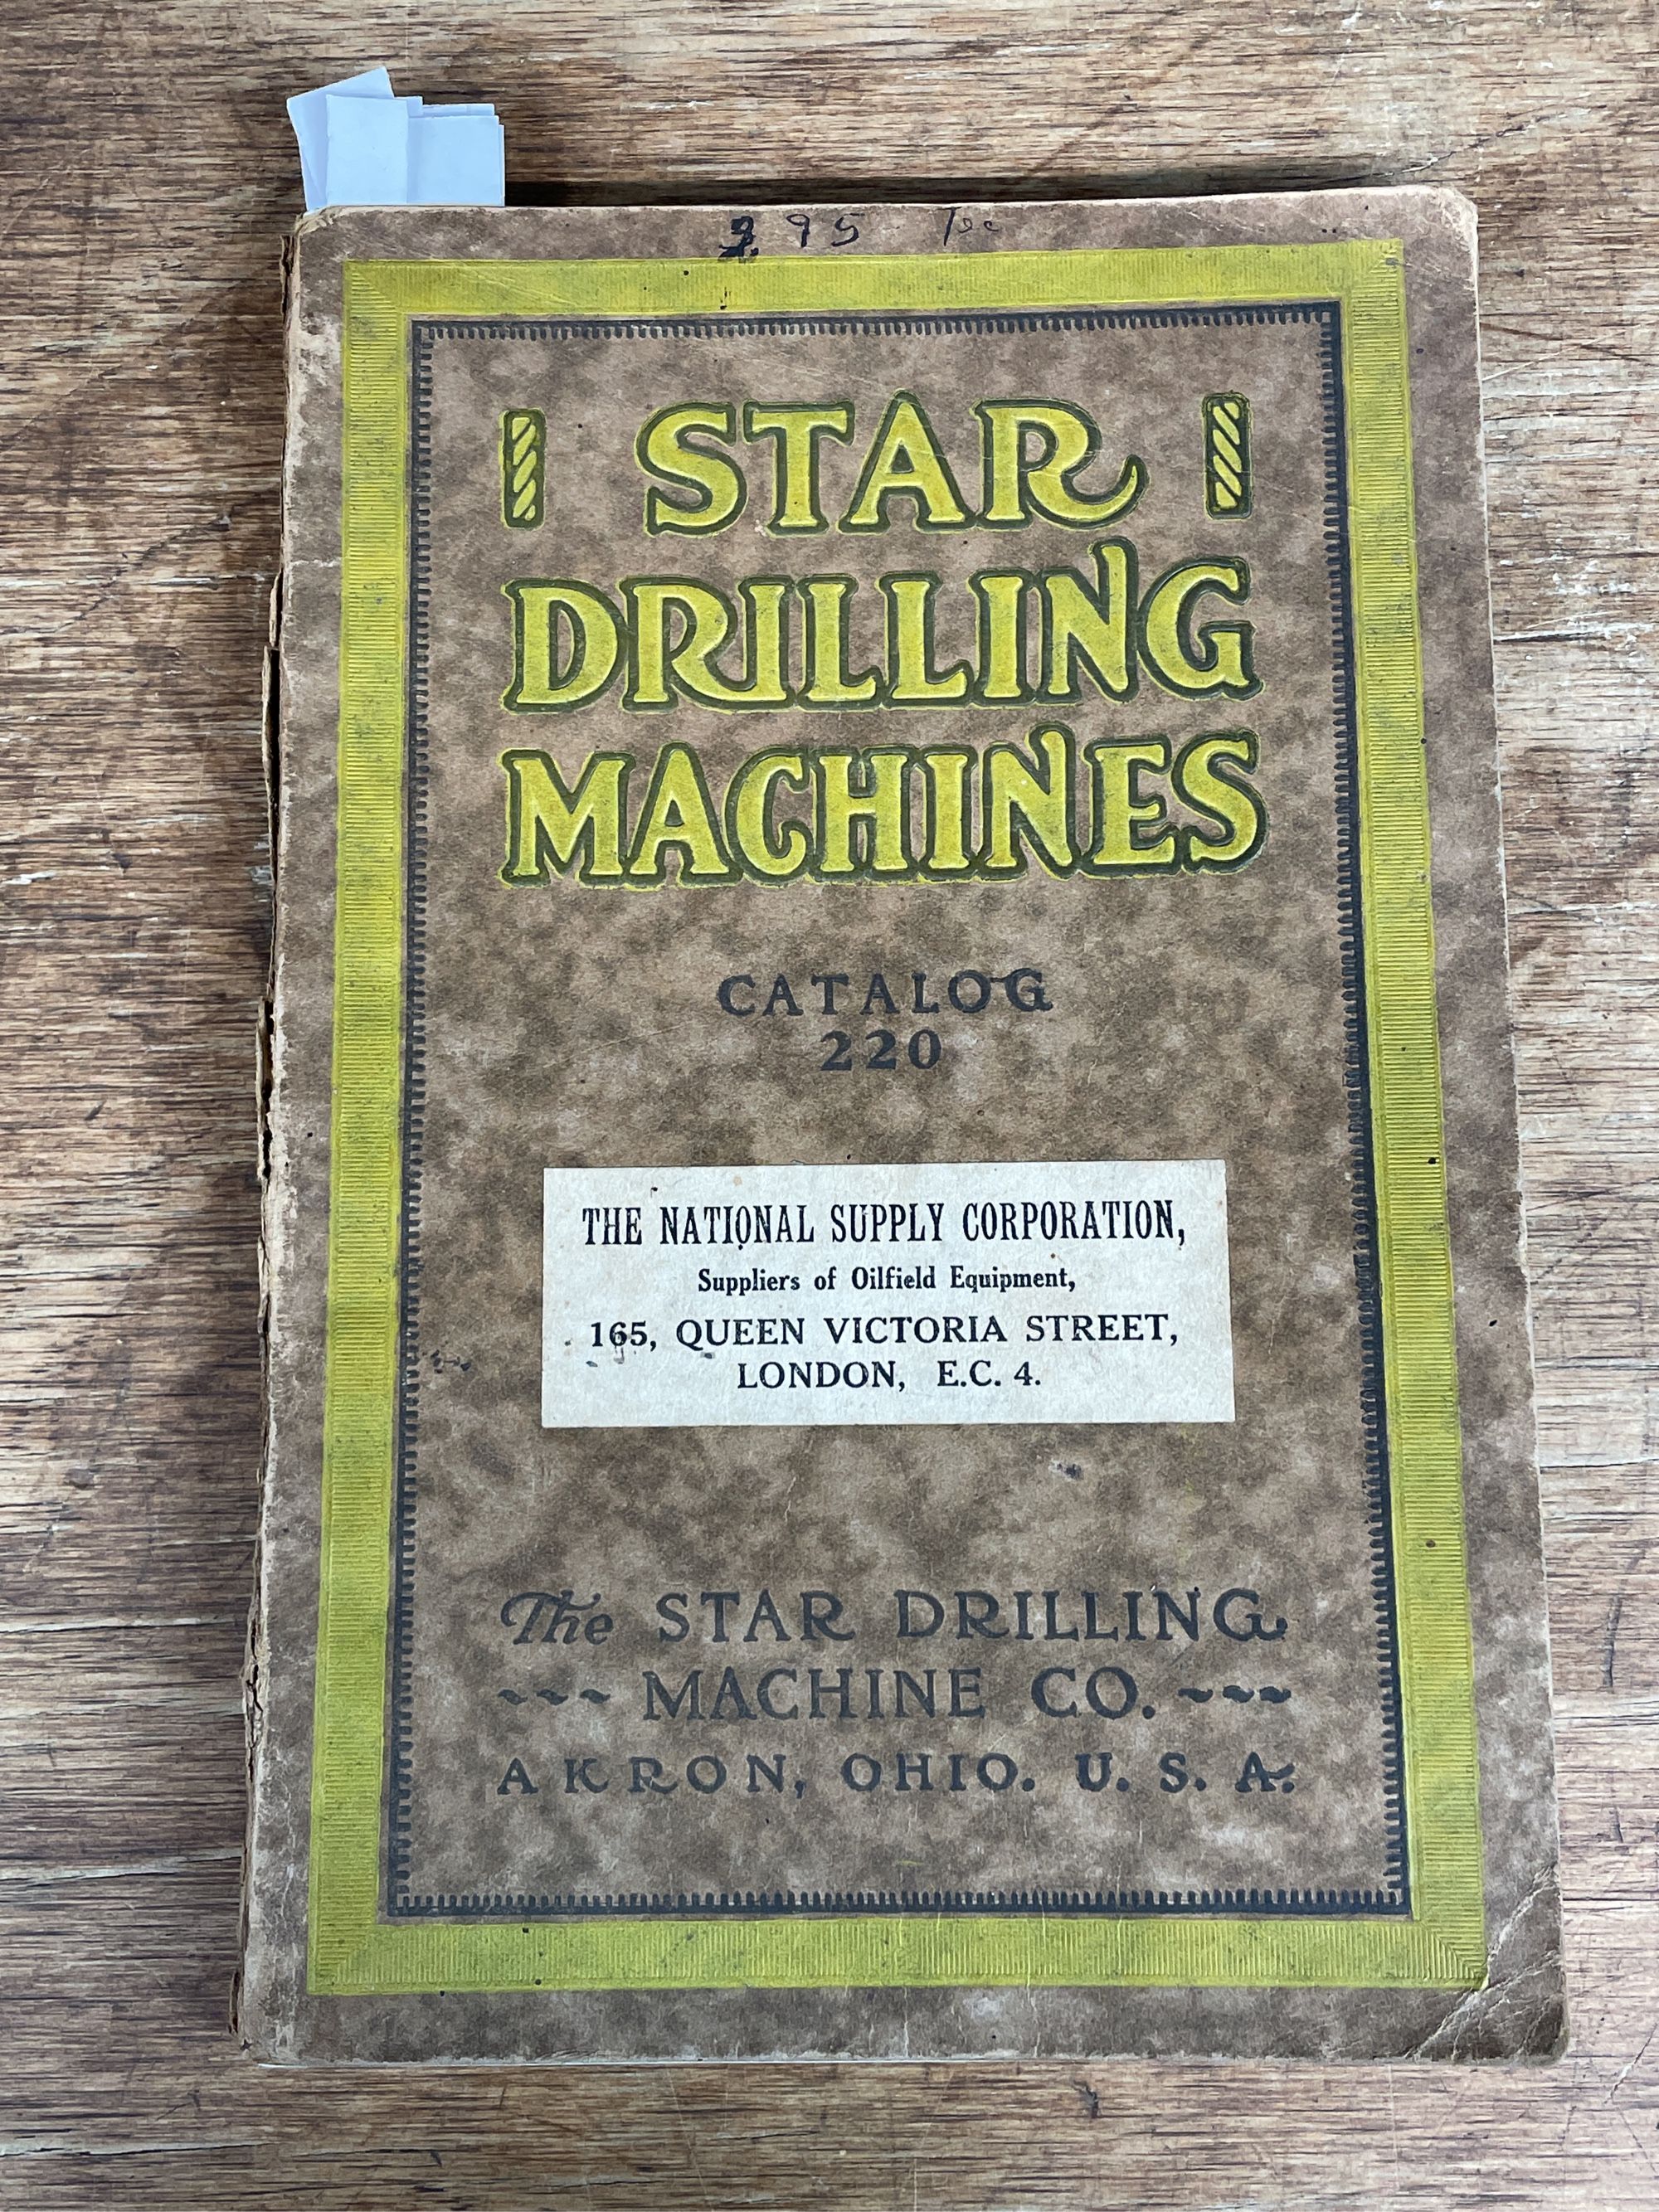 395
STAR
DRILLING
MACHINES
CATALOG
220
THE NATIONAL SUPPLY CORPORATION,
Suppliers of Oilfield Equipment,
165, QUEEN VICTORIA STREET,
LONDON, E.C. 4.
The STAR DRILLING
MACHINE CO.
AKRON, OHIO. U. S. A.